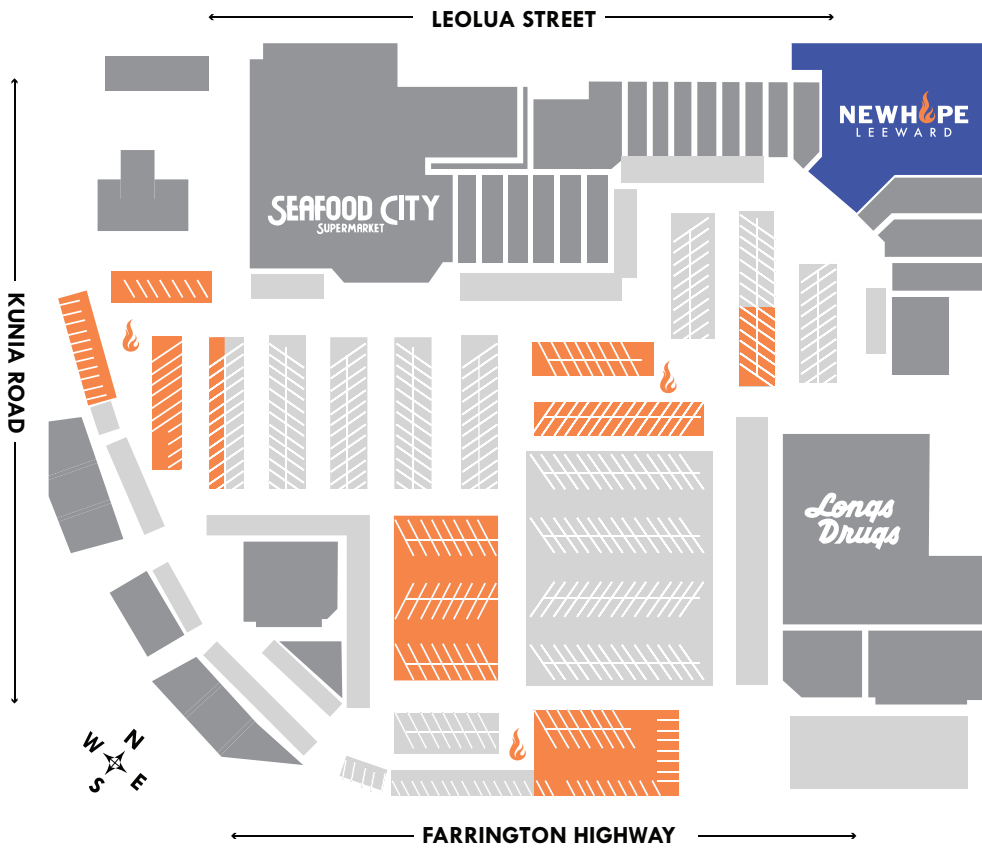 LEOLUA STREET
NEWHOPE
LEEWARD
SEAFOOD CITY
SUPERMARKET
KUNIA ROAD
Longs
Drugs
N
W
E
S
FARRINGTON HIGHWAY